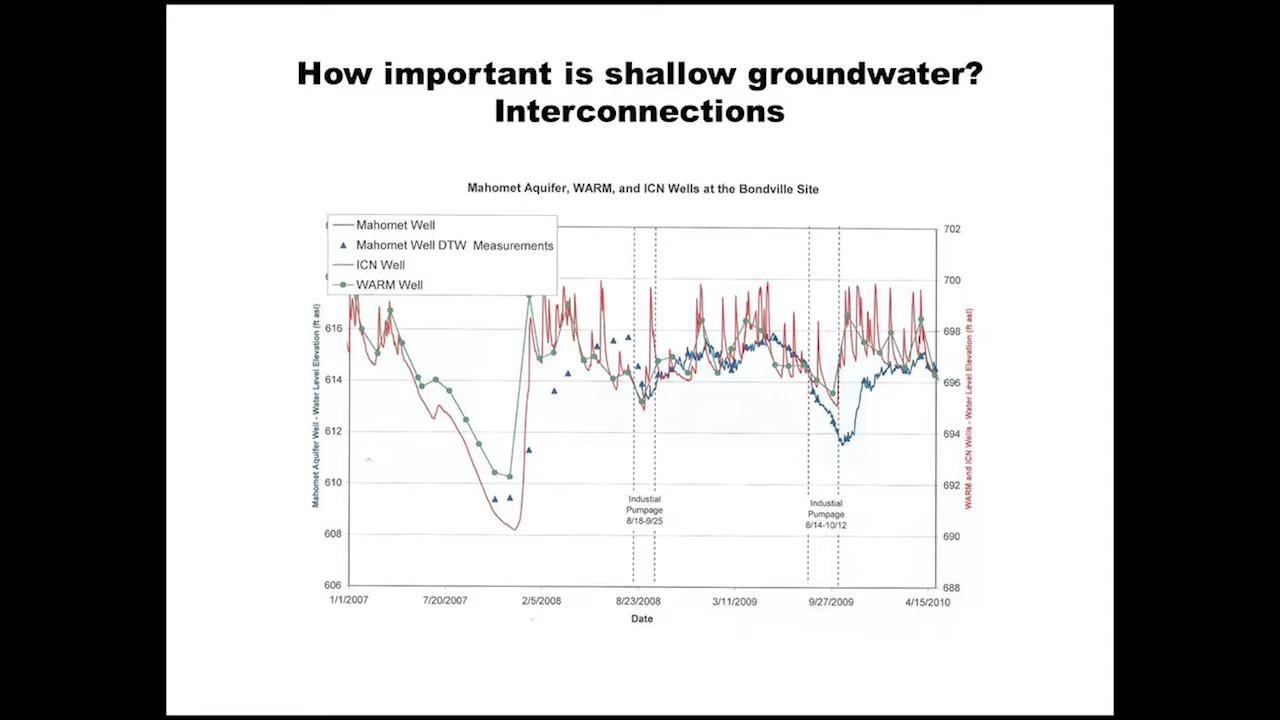 How important is shallow groundwater?
Interconnections
Mahomet Aquifer, WARM, and ICN Wells at the Bondville Site
Mahomet Well
Mahomet Well DTW Measurements
ICN Well
WARM Well
616
614
612
610
608
606
702
700
698
696
694
692
690
688
Mahomet Aquifer Well - Water Level Elevation (ft asl)
WARM and ICN Wells - Water Level Elevation (ft asl)
Industial
Pumpage
8/18-9/25
Industial
Pumpage
8/14-10/12
1/1/2007
7/20/2007
2/5/2008
8/23/2008
3/11/2009
9/27/2009
4/15/2010
Date